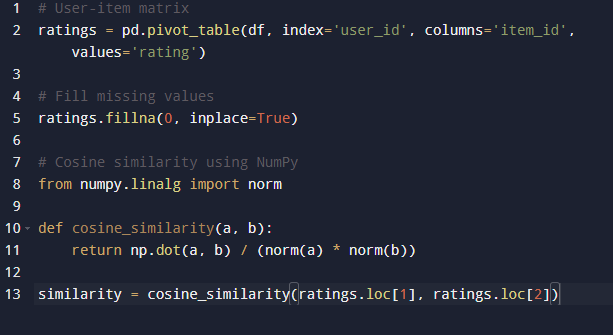 1 # User-item matrix
2 ratings = pd.pivot_table(df, index='user_id', columns='item_id',
values='rating')
3
4 # Fill missing values
5 ratings.fillna(0, inplace=True)
6
7 # Cosine similarity using NumPy
8 from numpy.linalg import norm
9
10 def cosine_similarity(a, b):
11     return np.dot(a, b) / (norm(a) * norm(b))
12
13 similarity = cosine_similarity(ratings.loc[1], ratings.loc[2])